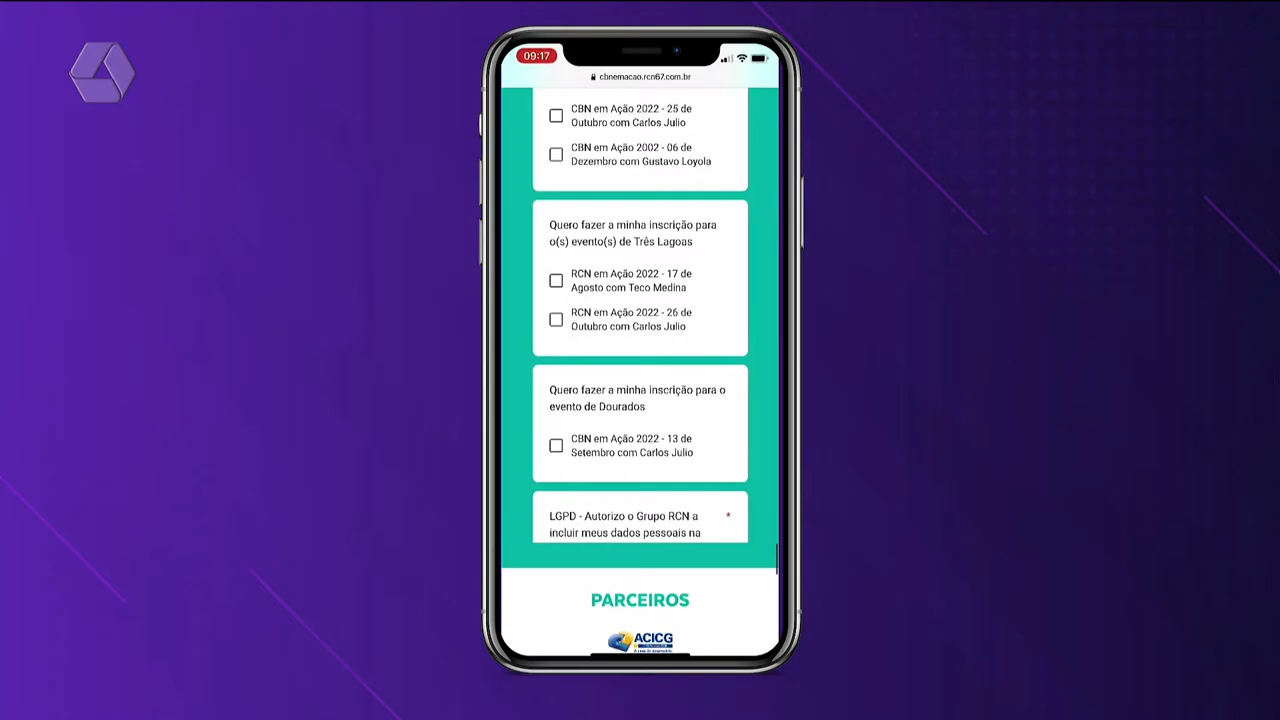 09:17
cbnemacao.rcn67.com.br
CBN em Ação 2022 - 25 de
Outubro com Carlos Julio
CBN em Ação 2002 - 06 de
Dezembro com Gustavo Loyola
Quero fazer a minha inscrição para
o(s) evento(s) de Três Lagoas
RCN em Ação 2022 - 17 de
Agosto com Teco Medina
RCN em Ação 2022 - 26 de
Outubro com Carlos Julio
Quero fazer a minha inscrição para o
evento de Dourados
CBN em Ação 2022 - 13 de
Setembro com Carlos Julio
LGPD - Autorizo o Grupo RCN a *
incluir meus dados pessoais na
PARCEIROS
ACICG